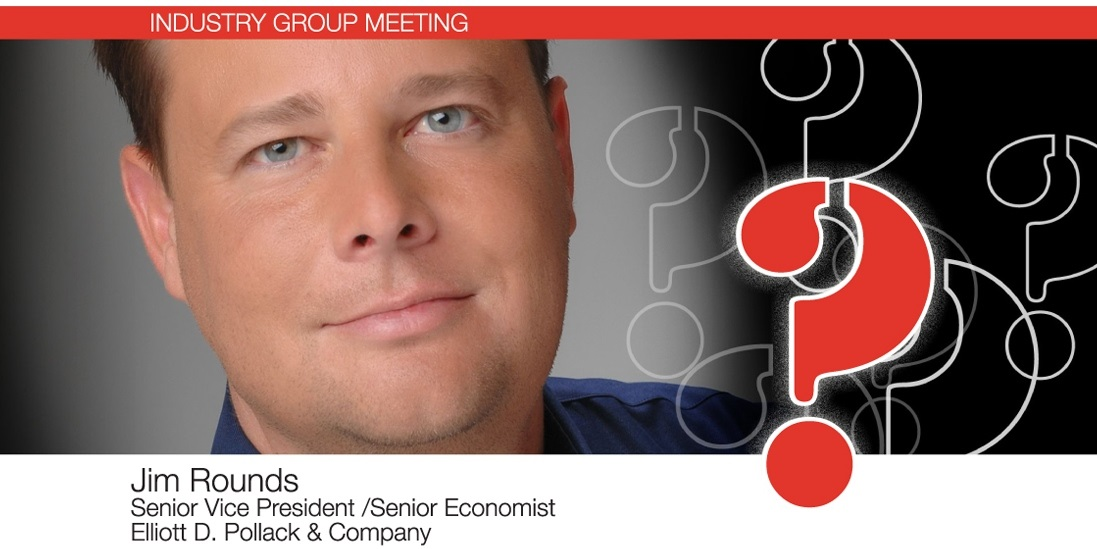 INDUSTRY GROUP MEETING
?
Jim Rounds
Senior Vice President /Senior Economist
Elliott D. Pollack & Company